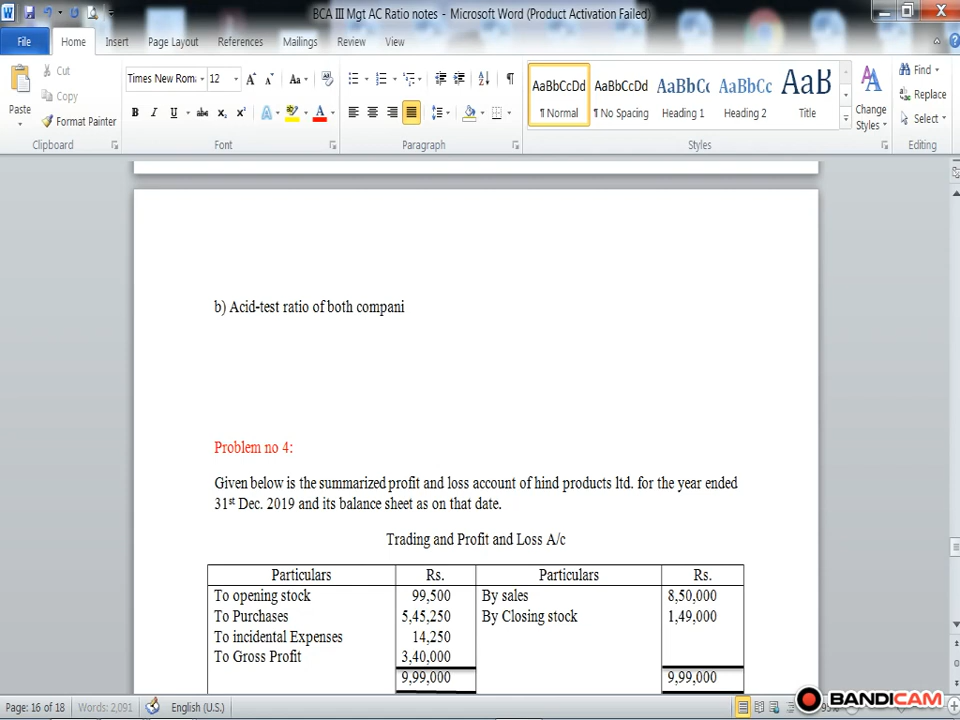 BCA III Mgt AC Ratio notes - Microsoft Word (Product Activation Failed)
File Home Insert Page Layout References Mailings Review View
Paste Cut Copy Format Painter
Times New Rom 12 Aa
B I U abc x₂ x² A A
AaBbCcDd AaBbCcDd AaBbCc AaBbCc AaB
¶ Normal ¶ No Spacing Heading 1 Heading 2 Title
Change Styles
Find Replace Select
Clipboard Font Paragraph Styles Editing
b) Acid-test ratio of both compani
Problem no 4:
Given below is the summarized profit and loss account of hind products ltd. for the year ended
31st Dec. 2019 and its balance sheet as on that date.
Trading and Profit and Loss A/c
Particulars Rs. Particulars Rs.
To opening stock 99,500 By sales 8,50,000
To Purchases 5,45,250 By Closing stock 1,49,000
To incidental Expenses 14,250
To Gross Profit 3,40,000
9,99,000 9,99,000
Page: 16 of 18 Words: 2,091 English (U.S.)
BANDICAM